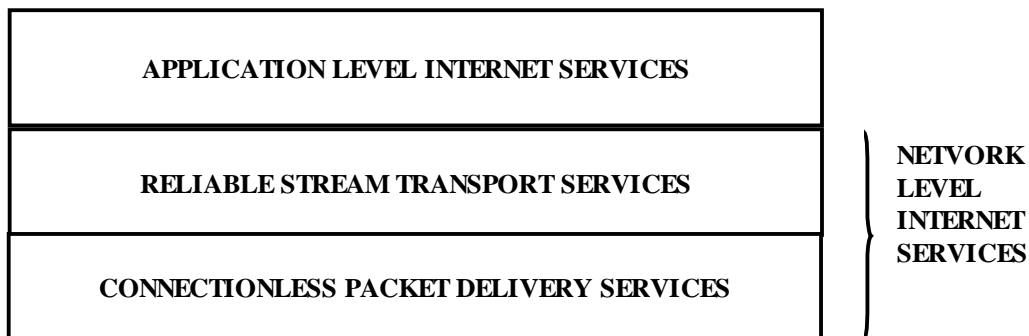 APPLICATION LEVEL INTERNET SERVICES
RELIABLE STREAM TRANSPORT SERVICES
CONNECTIONLESS PACKET DELIVERY SERVICES
NETVORK
LEVEL
INTERNET
SERVICES